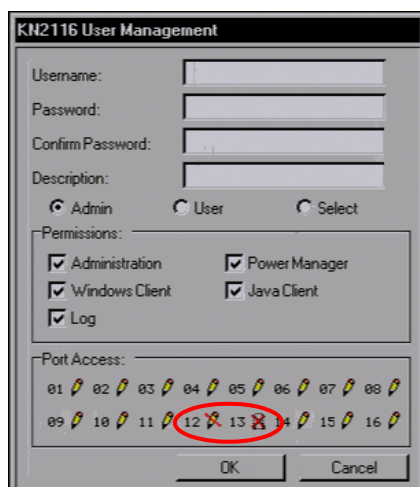 KN2116 User Management
Username:
Password:
Confirm Password:
Description:
Admin User Select
Permissions:
Administration Power Manager
Windows Client Java Client
Log
Port Access:
01 02 03 04 05 06 07 08
09 10 11 12 13 14 15 16
OK Cancel